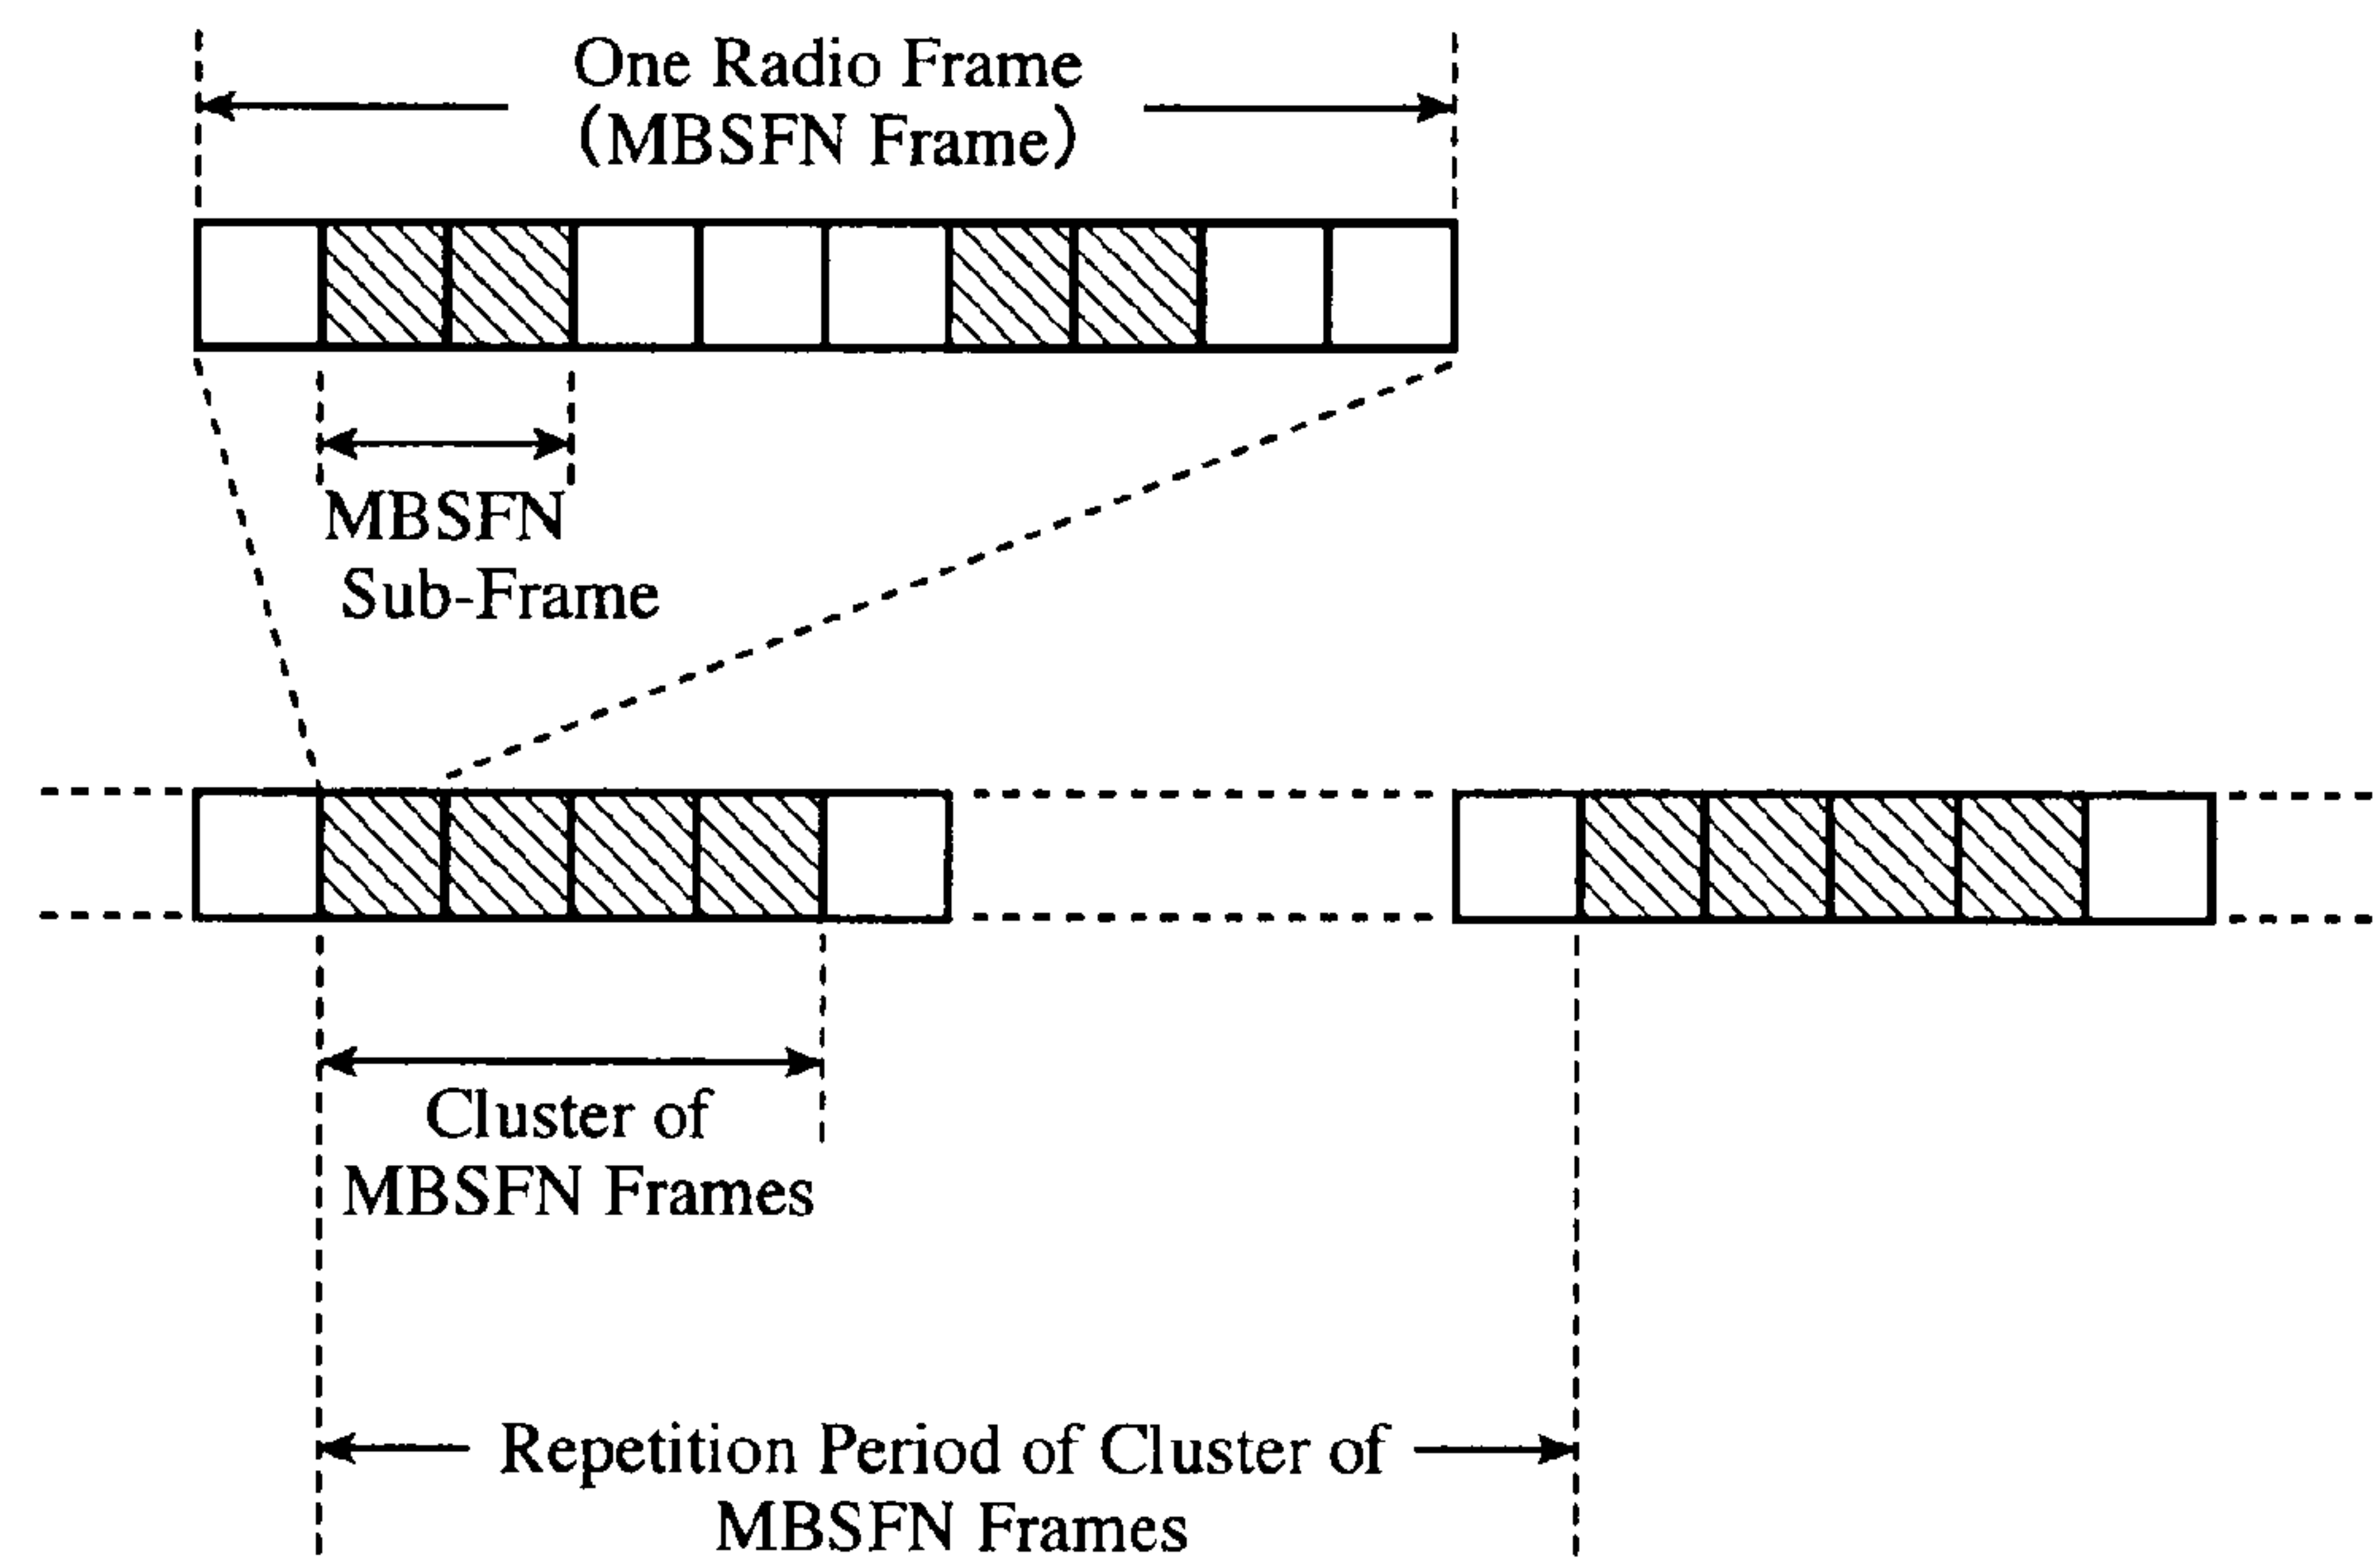 One Radio Frame
(MBSFN Frame)
MBSFN
Sub-Frame
Cluster of
MBSFN Frames
Repetition Period of Cluster of
MBSFN Frames